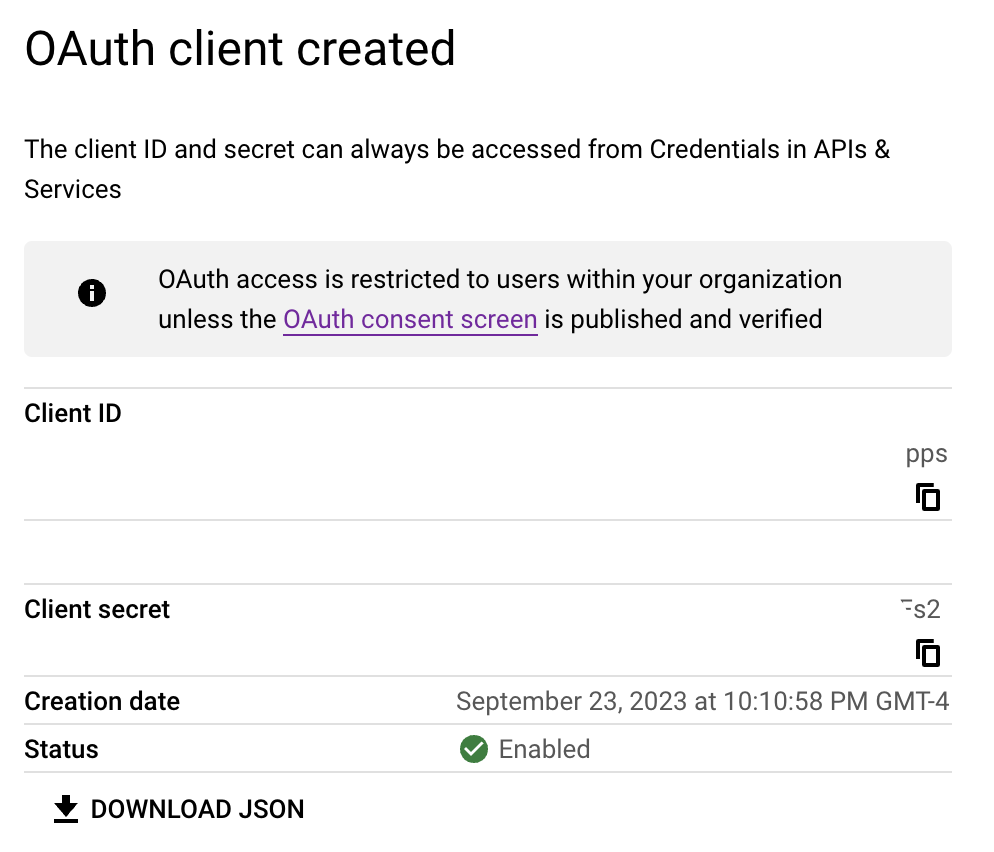 OAuth client created
The client ID and secret can always be accessed from Credentials in APIs &
Services
OAuth access is restricted to users within your organization
unless the OAuth consent screen is published and verified
Client ID
pps
Client secret
s2
Creation date September 23, 2023 at 10:10:58 PM GMT-4
Status Enabled
DOWNLOAD JSON